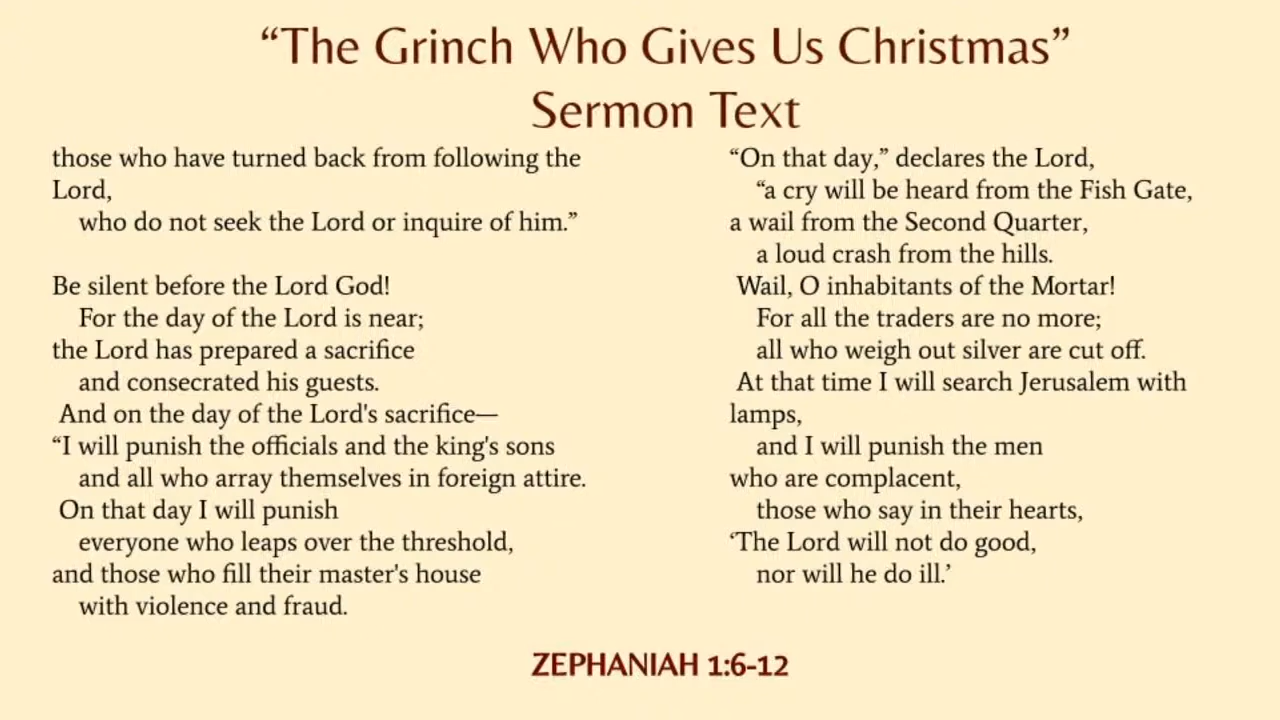 “The Grinch Who Gives Us Christmas”
Sermon Text
those who have turned back from following the
Lord,
who do not seek the Lord or inquire of him.”
Be silent before the Lord God!
For the day of the Lord is near;
the Lord has prepared a sacrifice
and consecrated his guests.
And on the day of the Lord's sacrifice—
“I will punish the officials and the king's sons
and all who array themselves in foreign attire.
On that day I will punish
everyone who leaps over the threshold,
and those who fill their master's house
with violence and fraud.
“On that day,” declares the Lord,
“a cry will be heard from the Fish Gate,
a wail from the Second Quarter,
a loud crash from the hills.
Wail, O inhabitants of the Mortar!
For all the traders are no more;
all who weigh out silver are cut off.
At that time I will search Jerusalem with
lamps,
and I will punish the men
who are complacent,
those who say in their hearts,
‘The Lord will not do good,
nor will he do ill.’
ZEPHANIAH 1:6-12